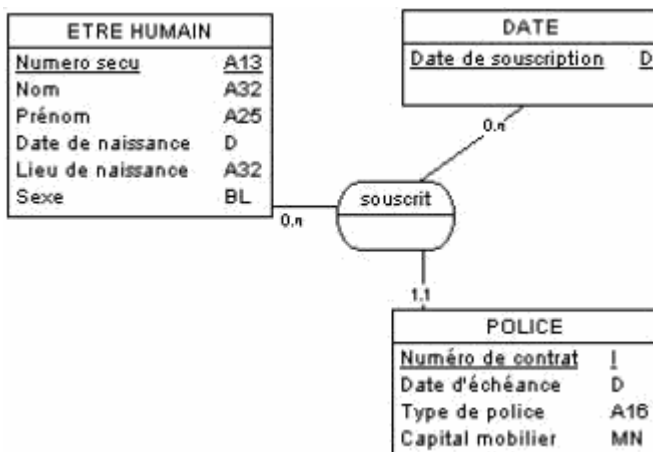 ETRE HUMAIN
Numero secu A13
Nom A32
Prénom A25
Date de naissance D
Lieu de naissance A32
Sexe BL
DATE
Date de souscription D
0.n
souscrit
0.n
1.1
POLICE
Numéro de contrat I
Date d'échéance D
Type de police A16
Capital mobilier MN